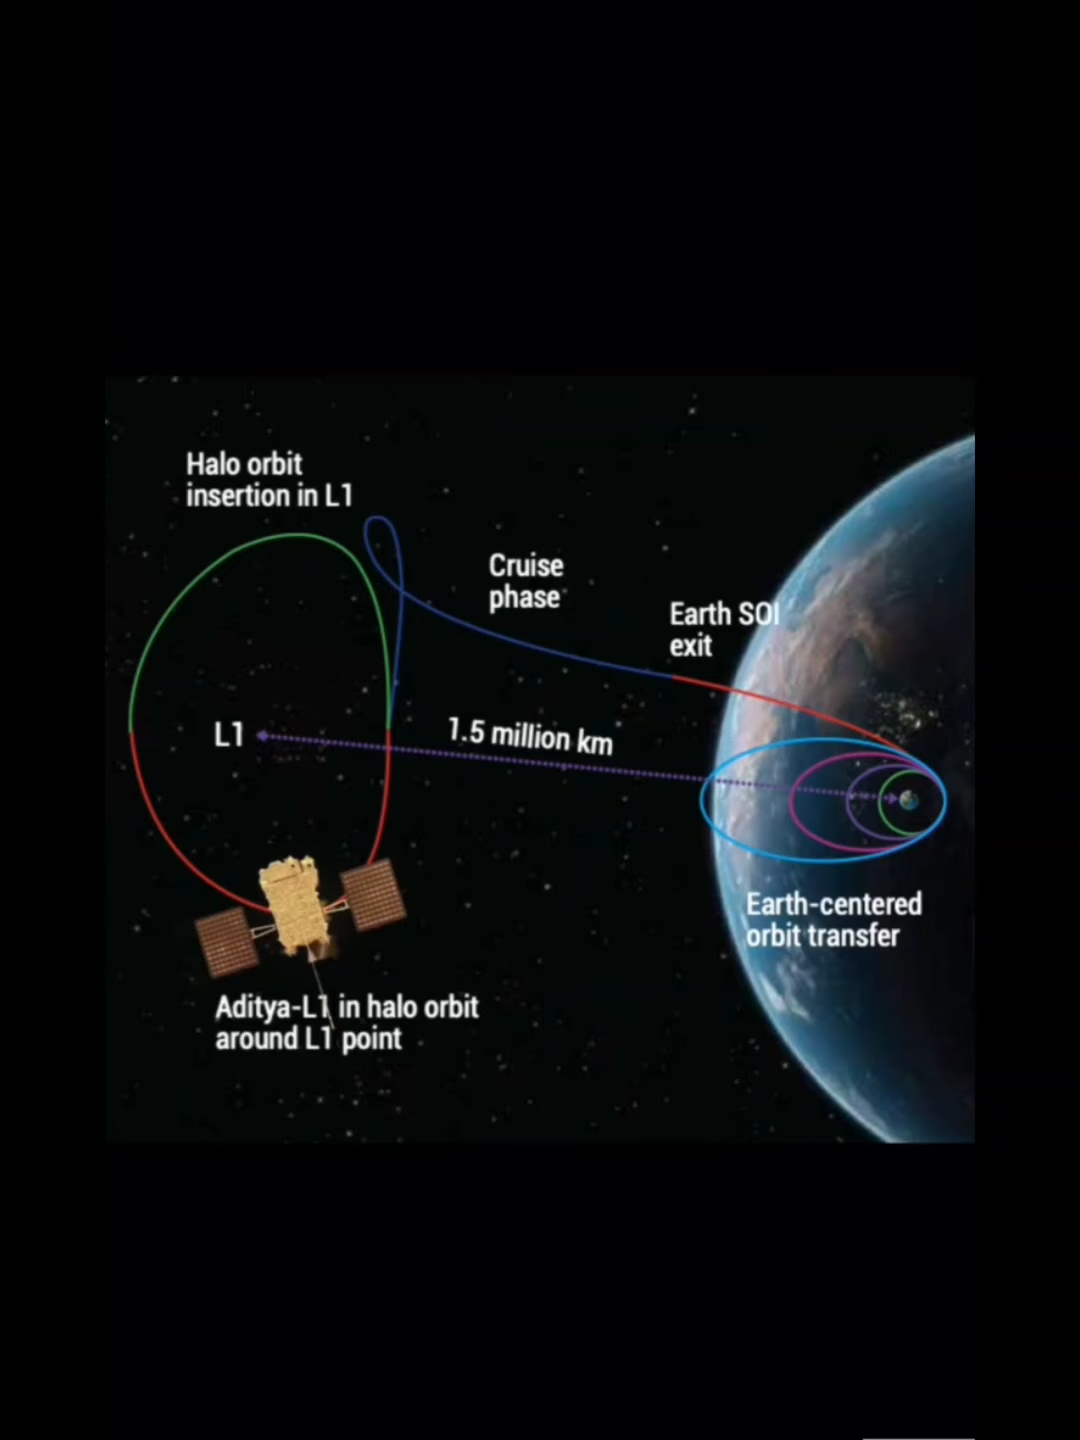 Halo orbit
insertion in L1
Cruise
phase
Earth SOI
exit
L1
1.5 million km
Earth-centered
orbit transfer
Aditya-L1 in halo orbit
around L1 point